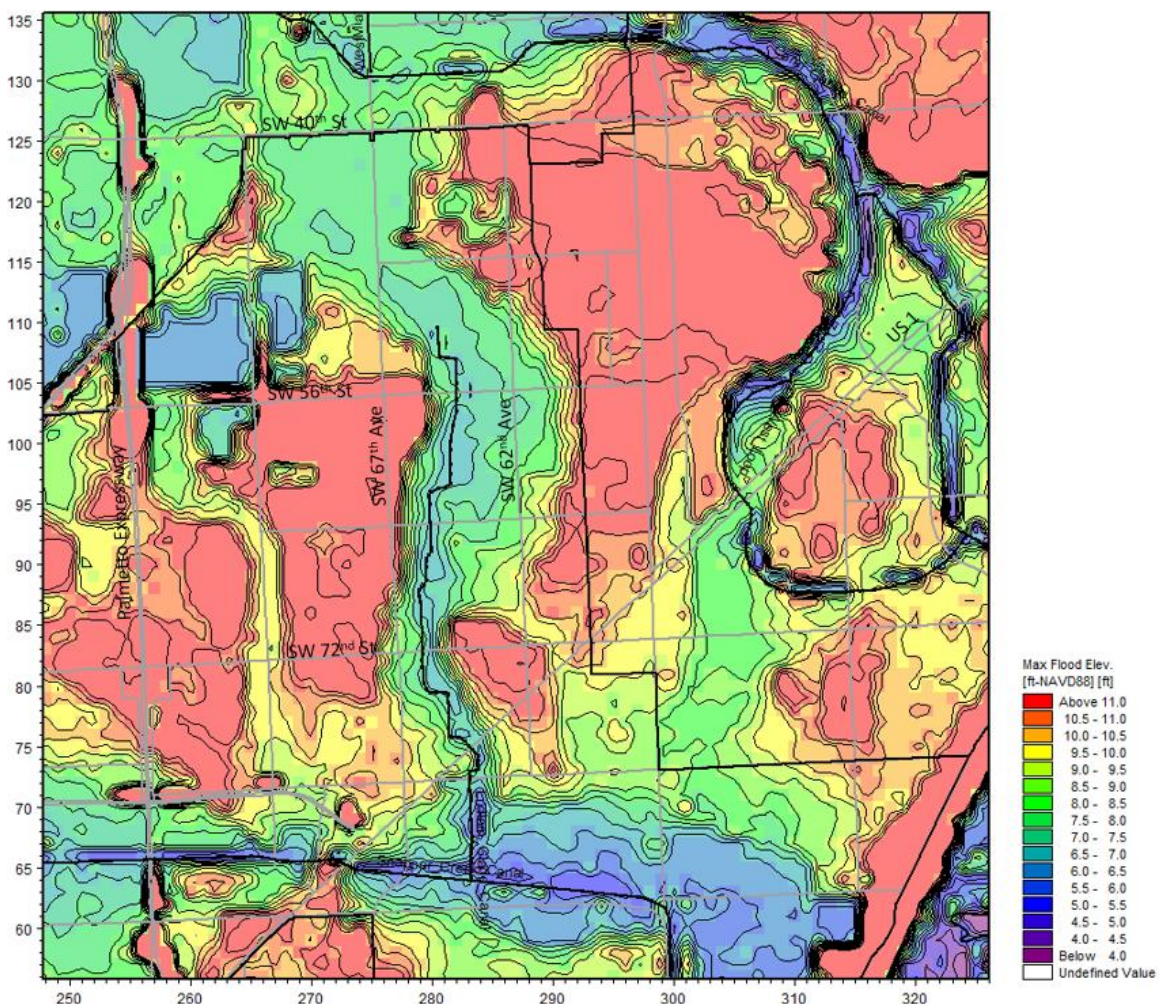 135
130
125
120
115
110
105
100
95
90
85
80
75
70
65
60
SW 40th St
US 1
SW 56th St
SW 67th Ave
SW 62nd Ave
Palmetto Expressway
SW 72nd St
Canal
250
260
270
280
290
300
310
320
Max Flood Elev.
[ft-NAVD88] [ft]
Above 11.0
10.5 - 11.0
10.0 - 10.5
9.5 - 10.0
9.0 - 9.5
8.5 - 9.0
8.0 - 8.5
7.5 - 8.0
7.0 - 7.5
6.5 - 7.0
6.0 - 6.5
5.5 - 6.0
5.0 - 5.5
4.5 - 5.0
4.0 - 4.5
Below 4.0
Undefined Value